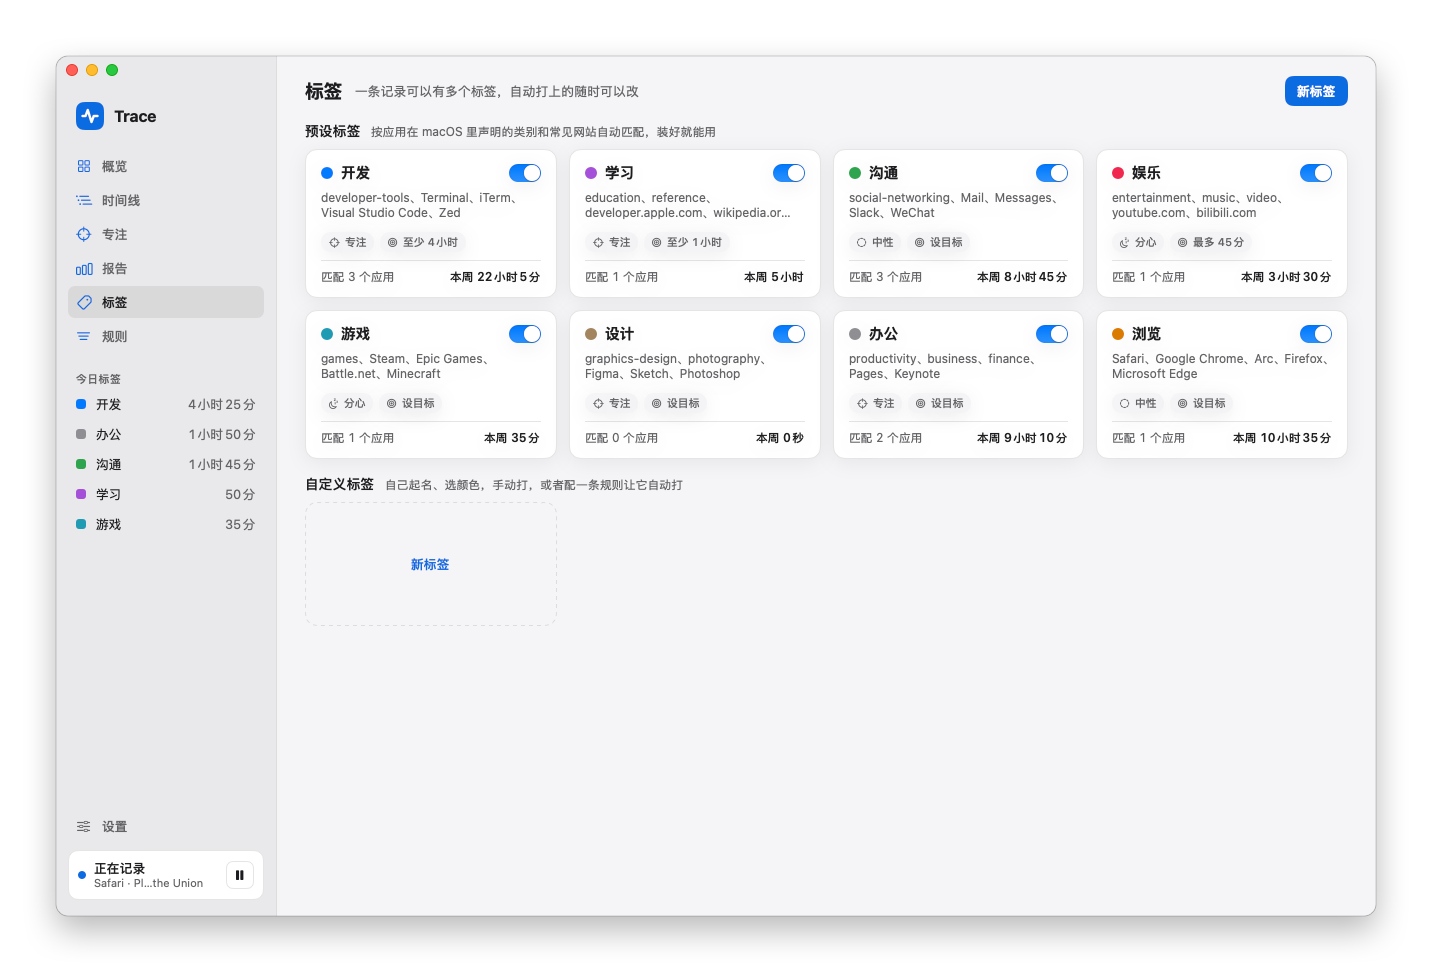 Trace
概览
时间线
专注
报告
标签
规则
今日标签
开发 4小时25分
办公 1小时50分
沟通 1小时45分
学习 50分
游戏 35分
设置
正在记录
Safari · Pl...the Union
标签 一条记录可以有多个标签，自动打上的随时可以改
新标签
预设标签 按应用在 macOS 里声明的类别和常见网站自动匹配，装好就能用
开发
developer-tools、Terminal、iTerm、
Visual Studio Code、Zed
专注 至少 4小时
匹配 3 个应用 本周 22小时5分
学习
education、reference、
developer.apple.com、wikipedia.or...
专注 至少 1小时
匹配 1 个应用 本周 5小时
沟通
social-networking、Mail、Messages、
Slack、WeChat
中性 设目标
匹配 3 个应用 本周 8小时45分
娱乐
entertainment、music、video、
youtube.com、bilibili.com
分心 最多 45分
匹配 1 个应用 本周 3小时30分
游戏
games、Steam、Epic Games、
Battle.net、Minecraft
分心 设目标
匹配 1 个应用 本周 35分
设计
graphics-design、photography、
Figma、Sketch、Photoshop
专注 设目标
匹配 0 个应用 本周 0秒
办公
productivity、business、finance、
Pages、Keynote
专注 设目标
匹配 2 个应用 本周 9小时10分
浏览
Safari、Google Chrome、Arc、Firefox、
Microsoft Edge
中性 设目标
匹配 1 个应用 本周 10小时35分
自定义标签 自己起名、选颜色，手动打，或者配一条规则让它自动打
新标签